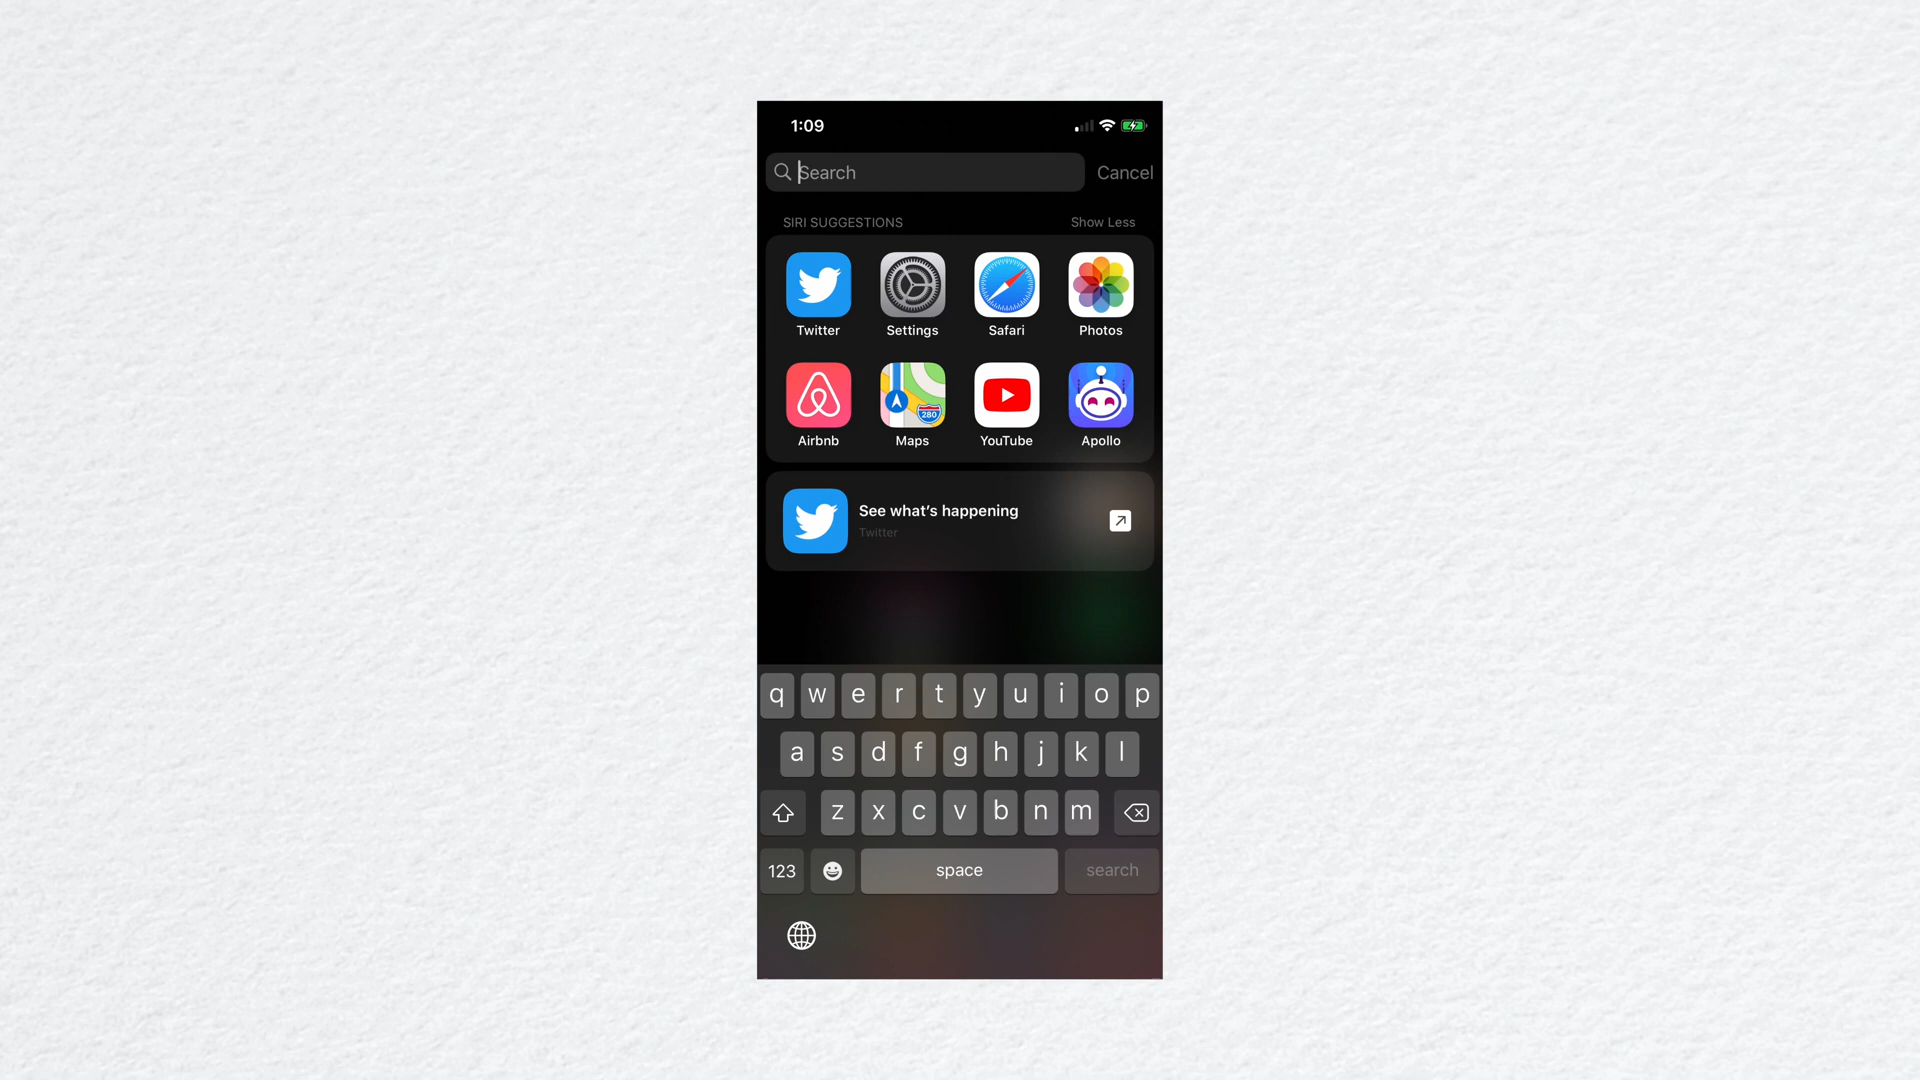 1:09
Search Cancel
SIRI SUGGESTIONS Show Less
Twitter Settings Safari Photos
280
Airbnb Maps YouTube Apollo
See what's happening
Twitter
q w e r t y u i o p
a s d f g h j k l
z x c v b n m
123 space search